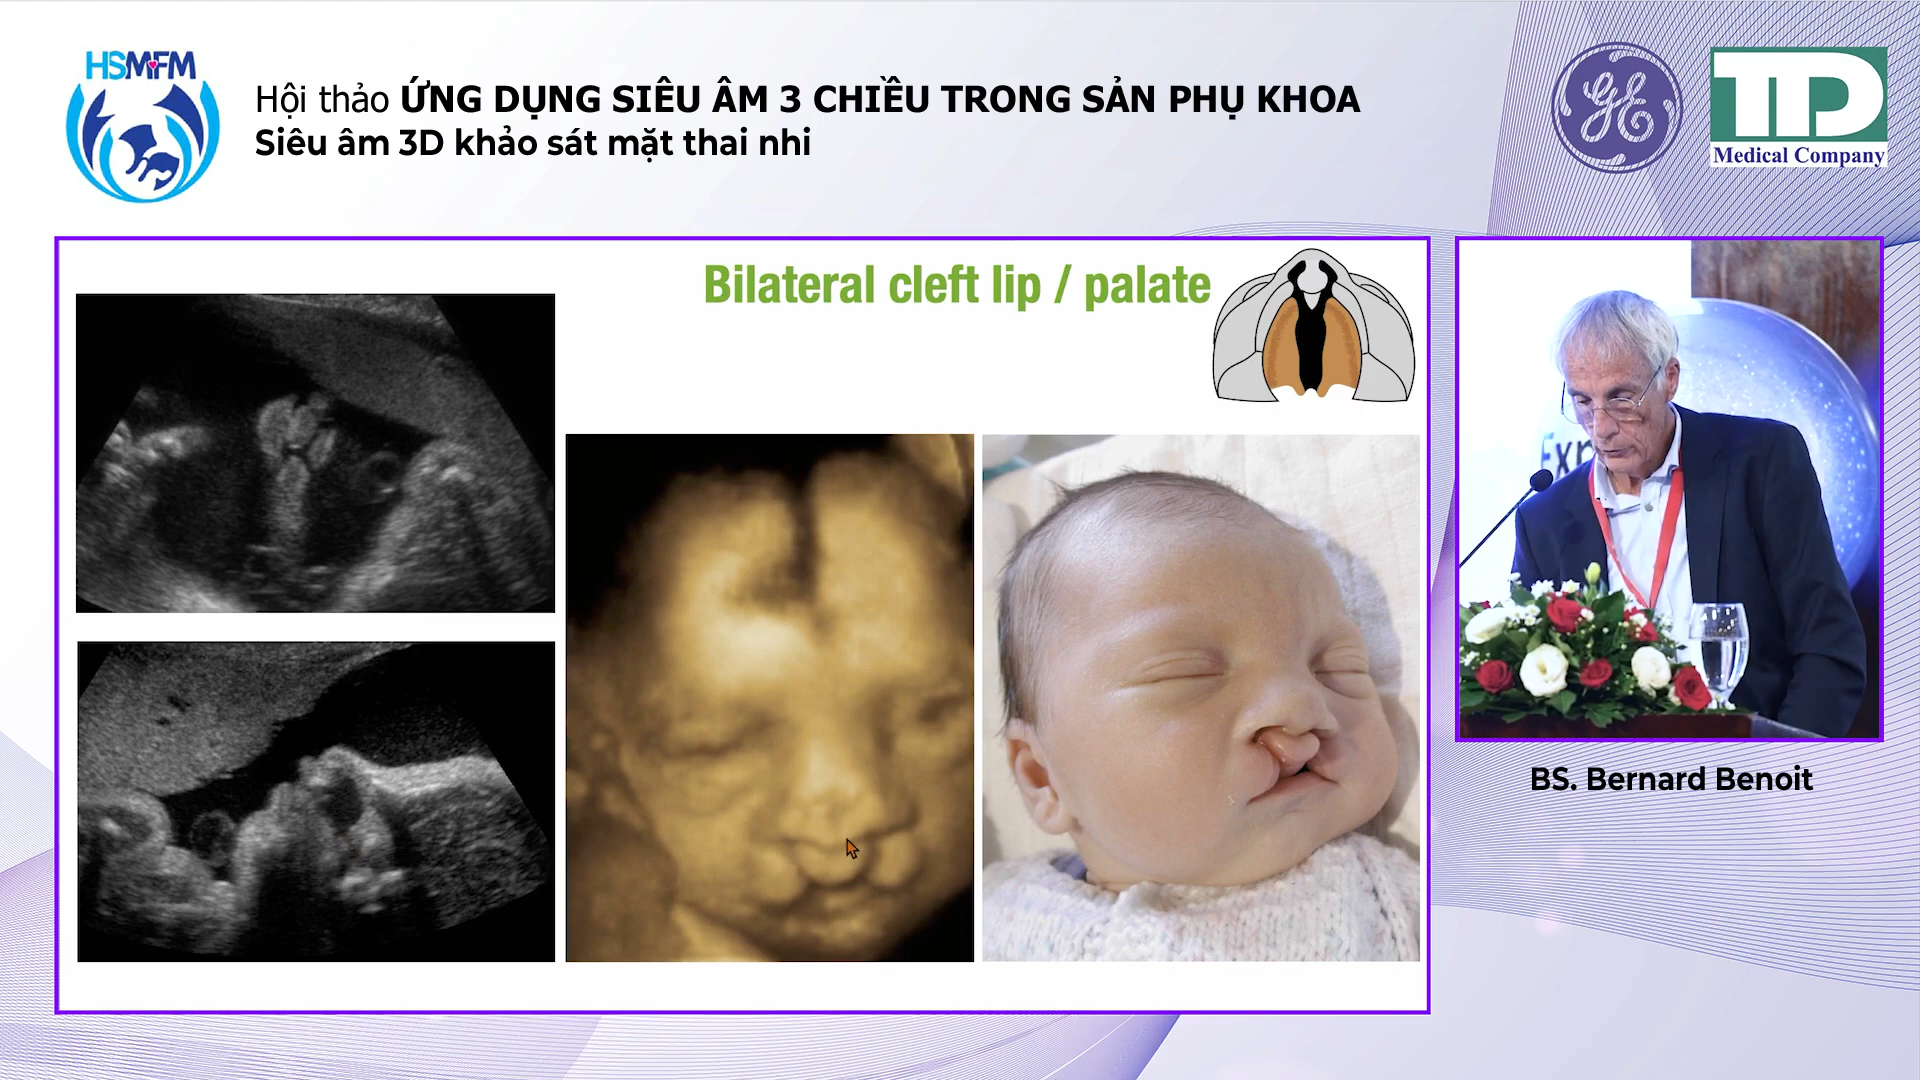 HSMFM
Hội thảo ỨNG DỤNG SIÊU ÂM 3 CHIỀU TRONG SẢN PHỤ KHOA
Siêu âm 3D khảo sát mặt thai nhi
GE
TD
Medical Company
Bilateral cleft lip / palate
Exp
BS. Bernard Benoit